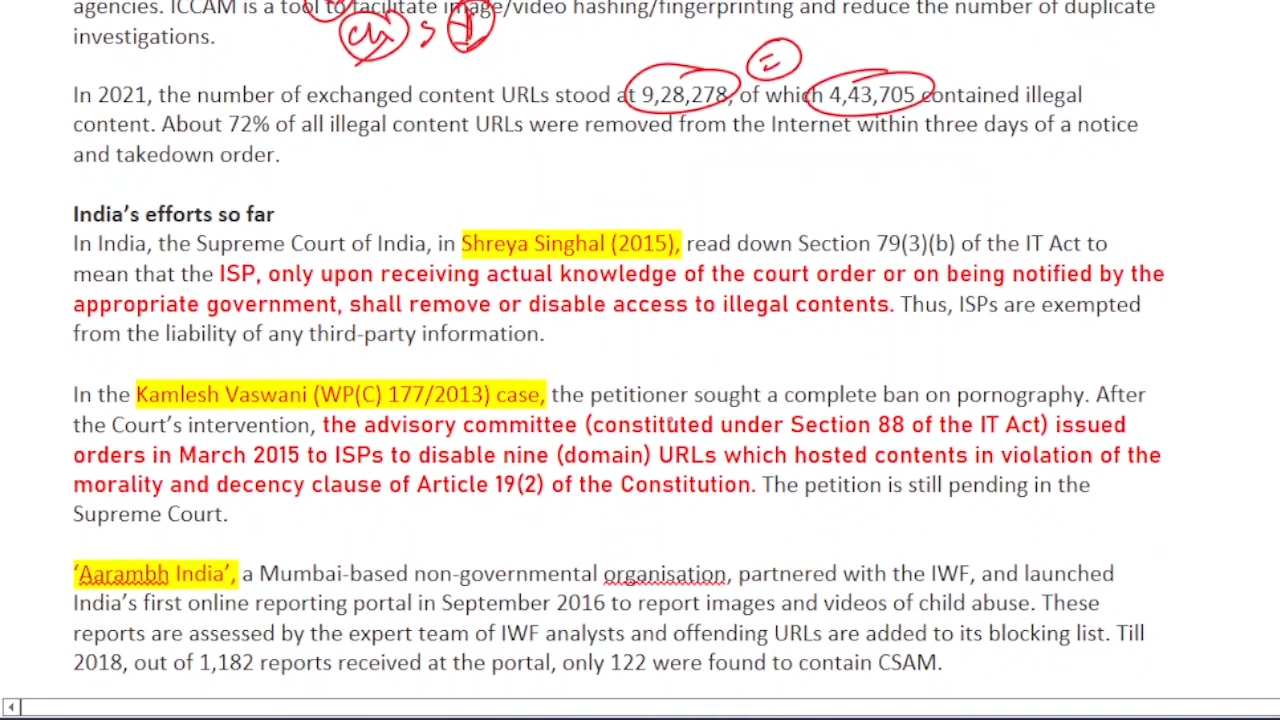 agencies. ICCAM is a tool to facilitate image/video hashing/fingerprinting and reduce the number of duplicate
investigations.
In 2021, the number of exchanged content URLs stood at 9,28,278, of which 4,43,705 contained illegal
content. About 72% of all illegal content URLs were removed from the Internet within three days of a notice
and takedown order.
India’s efforts so far
In India, the Supreme Court of India, in Shreya Singhal (2015), read down Section 79(3)(b) of the IT Act to
mean that the ISP, only upon receiving actual knowledge of the court order or on being notified by the
appropriate government, shall remove or disable access to illegal contents. Thus, ISPs are exempted
from the liability of any third-party information.
In the Kamlesh Vaswani (WP(C) 177/2013) case, the petitioner sought a complete ban on pornography. After
the Court’s intervention, the advisory committee (constituted under Section 88 of the IT Act) issued
orders in March 2015 to ISPs to disable nine (domain) URLs which hosted contents in violation of the
morality and decency clause of Article 19(2) of the Constitution. The petition is still pending in the
Supreme Court.
‘Aarambh India’, a Mumbai-based non-governmental organisation, partnered with the IWF, and launched
India’s first online reporting portal in September 2016 to report images and videos of child abuse. These
reports are assessed by the expert team of IWF analysts and offending URLs are added to its blocking list. Till
2018, out of 1,182 reports received at the portal, only 122 were found to contain CSAM.